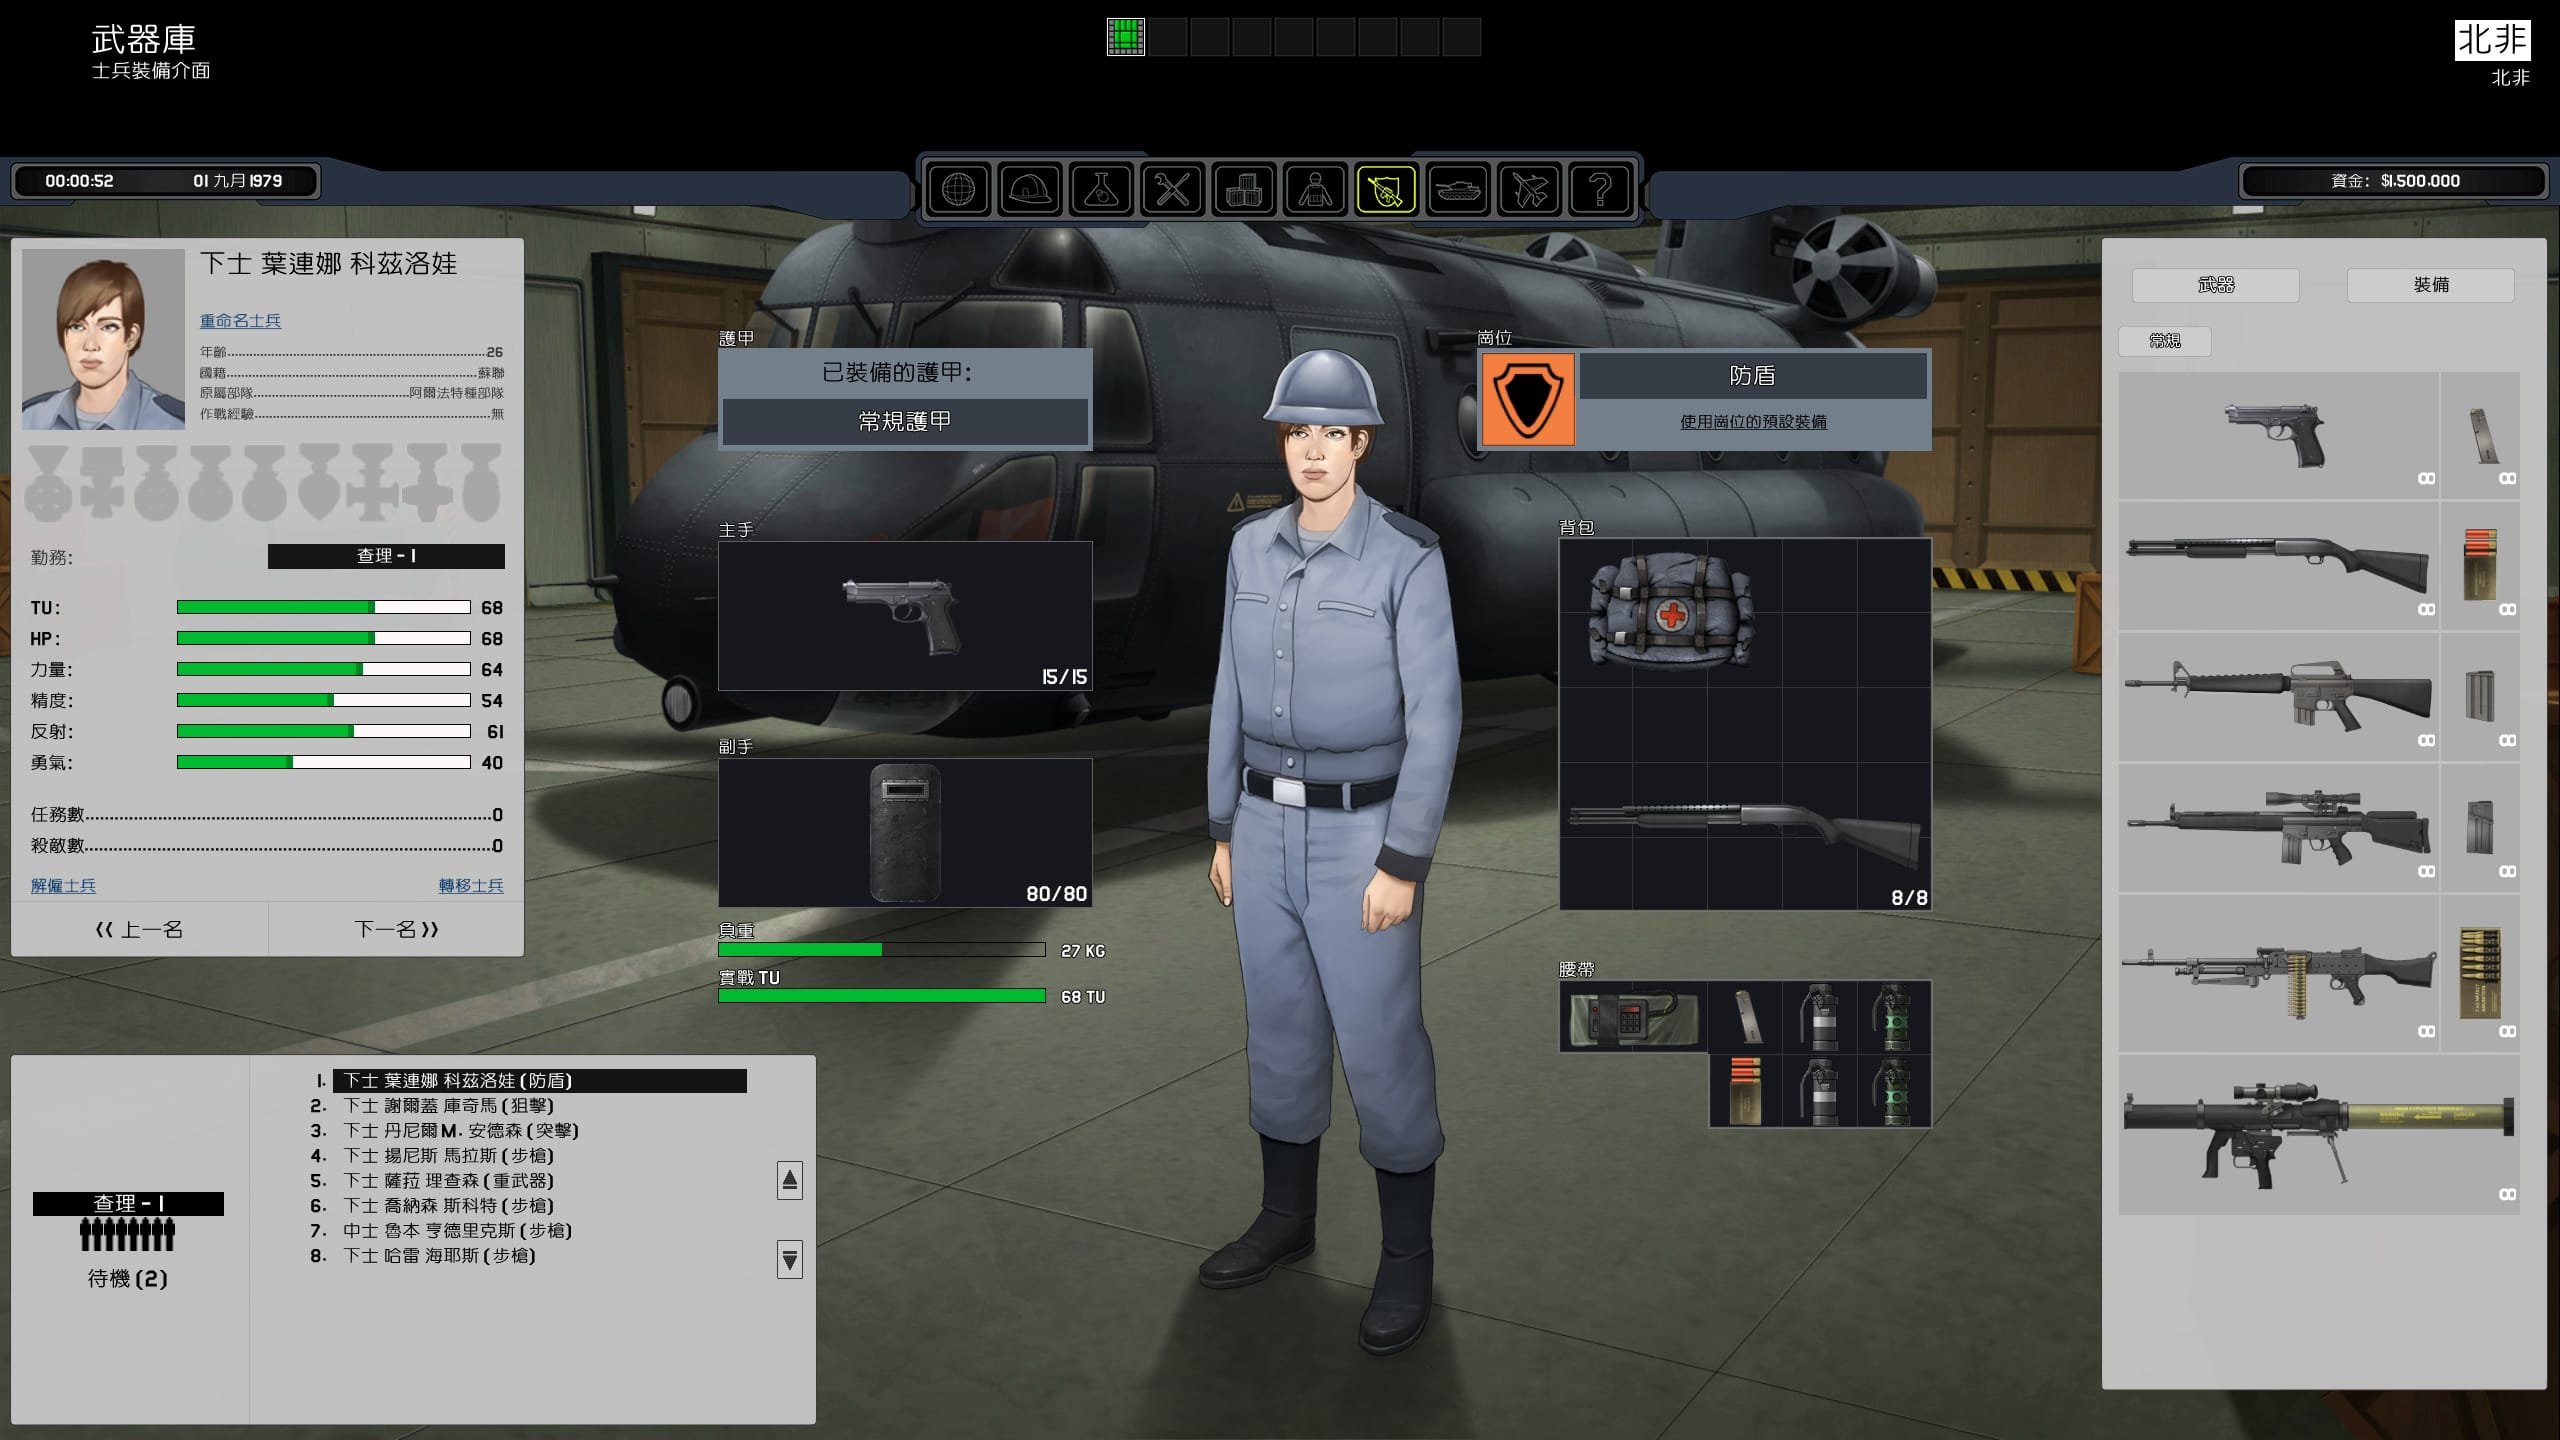 武器庫
士兵裝備介面
北非
北非
00:00:52
01 九月 1979
資金: $1,500,000
下士 葉連娜 科茲洛娃
重命名士兵
年齡 26
國籍 蘇聯
原屬部隊 阿爾法特種部隊
作戰經驗 無
勤務: 查理 - 1
TU: 68
HP: 68
力量: 64
精度: 54
反射: 61
勇氣: 40
任務數 0
殺敵數 0
解僱士兵
轉移士兵
《 上一名
下一名 》
護甲
已裝備的護甲:
常規護甲
主手
15/15
副手
80/80
負重
27 KG
實戰 TU
68 TU
崗位
防盾
使用崗位的預設裝備
背包
8/8
腰帶
武器
裝備
常規
∞ ∞
∞ ∞
∞ ∞
∞ ∞
∞ ∞
∞
查理 - 1
待機 (2)
1. 下士 葉連娜 科茲洛娃 (防盾)
2. 下士 謝爾蓋 庫奇馬 (狙擊)
3. 下士 丹尼爾 M. 安德森 (突擊)
4. 下士 揚尼斯 馬拉斯 (步槍)
5. 下士 薩菈 理查森 (重武器)
6. 下士 喬納森 斯科特 (步槍)
7. 中士 魯本 亨德里克斯 (步槍)
8. 下士 哈雷 海耶斯 (步槍)